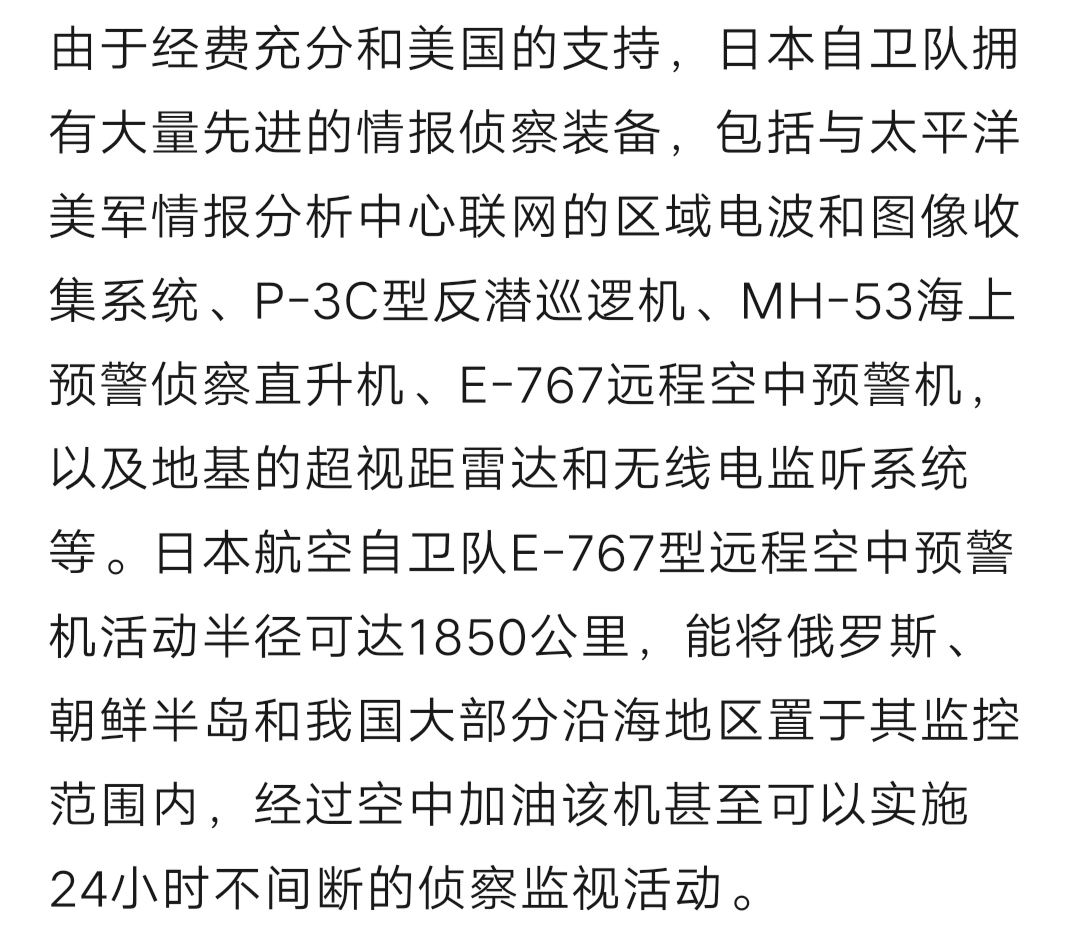 由于经费充分和美国的支持，日本自卫队拥
有大量先进的情报侦察装备，包括与太平洋
美军情报分析中心联网的区域电波和图像收
集系统、P-3C型反潜巡逻机、MH-53海上
预警侦察直升机、E-767远程空中预警机，
以及地基的超视距雷达和无线电监听系统
等。日本航空自卫队E-767型远程空中预警
机活动半径可达1850公里，能将俄罗斯、
朝鲜半岛和我国大部分沿海地区置于其监控
范围内，经过空中加油该机甚至可以实施
24小时不间断的侦察监视活动。